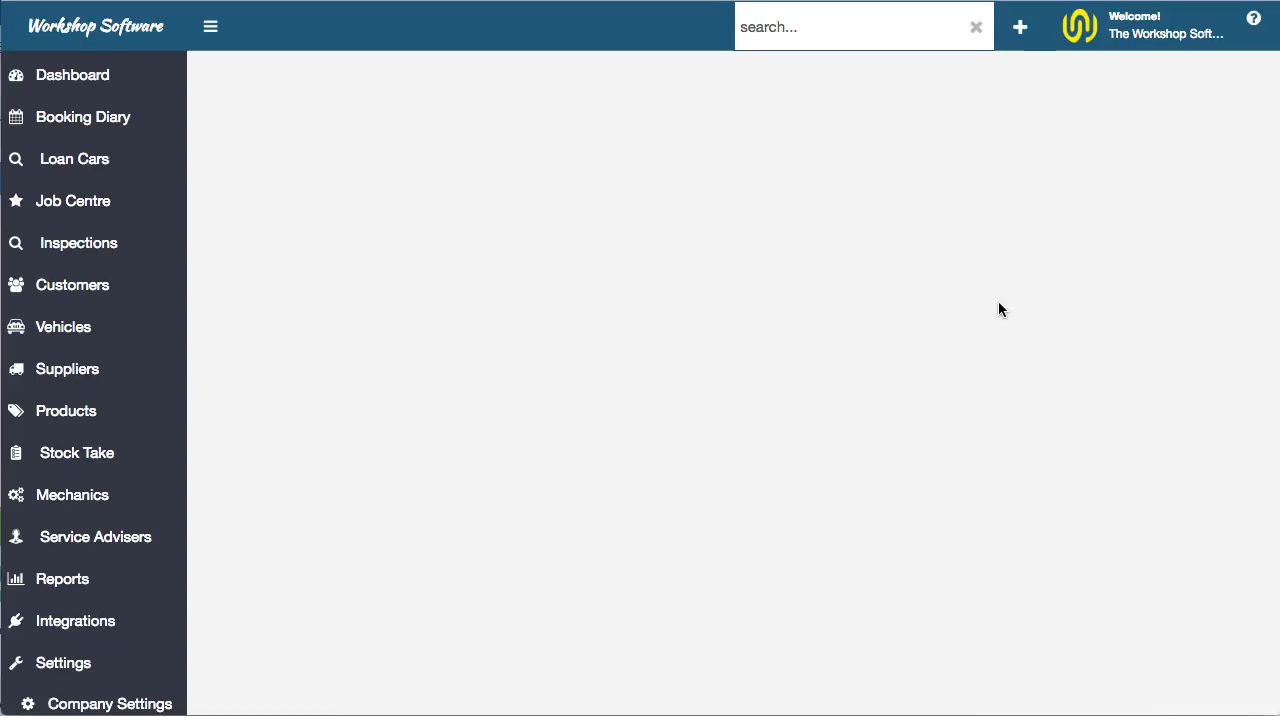 Workshop Software
search...
Welcome!
The Workshop Soft...
Dashboard
Booking Diary
Loan Cars
Job Centre
Inspections
Customers
Vehicles
Suppliers
Products
Stock Take
Mechanics
Service Advisers
Reports
Integrations
Settings
Company Settings